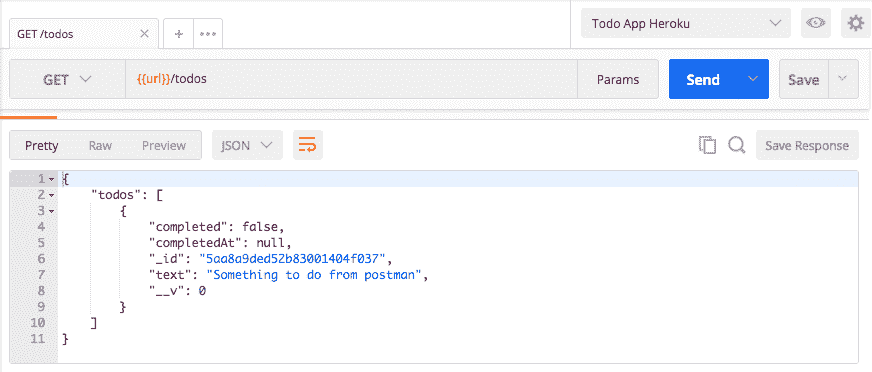 Todo App Heroku
GET /todos
GET {{url}}/todos Params Send Save
Pretty Raw Preview JSON Save Response
1 {
2 "todos": [
3 {
4 "completed": false,
5 "completedAt": null,
6 "_id": "5aa8a9ded52b83001404f037",
7 "text": "Something to do from postman",
8 "__v": 0
9 }
10 ]
11 }